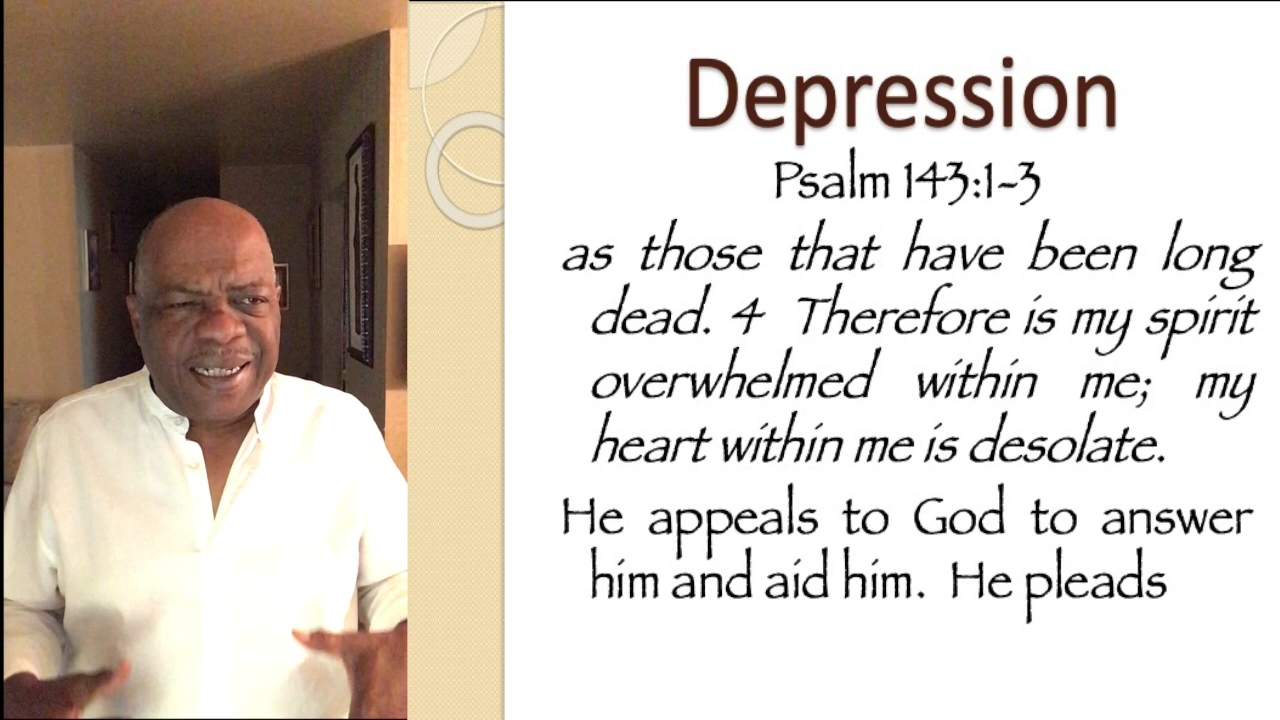 Depression
Psalm 143:1-3
as those that have been long
dead. 4 Therefore is my spirit
overwhelmed within me; my
heart within me is desolate.
He appeals to God to answer
him and aid him. He pleads